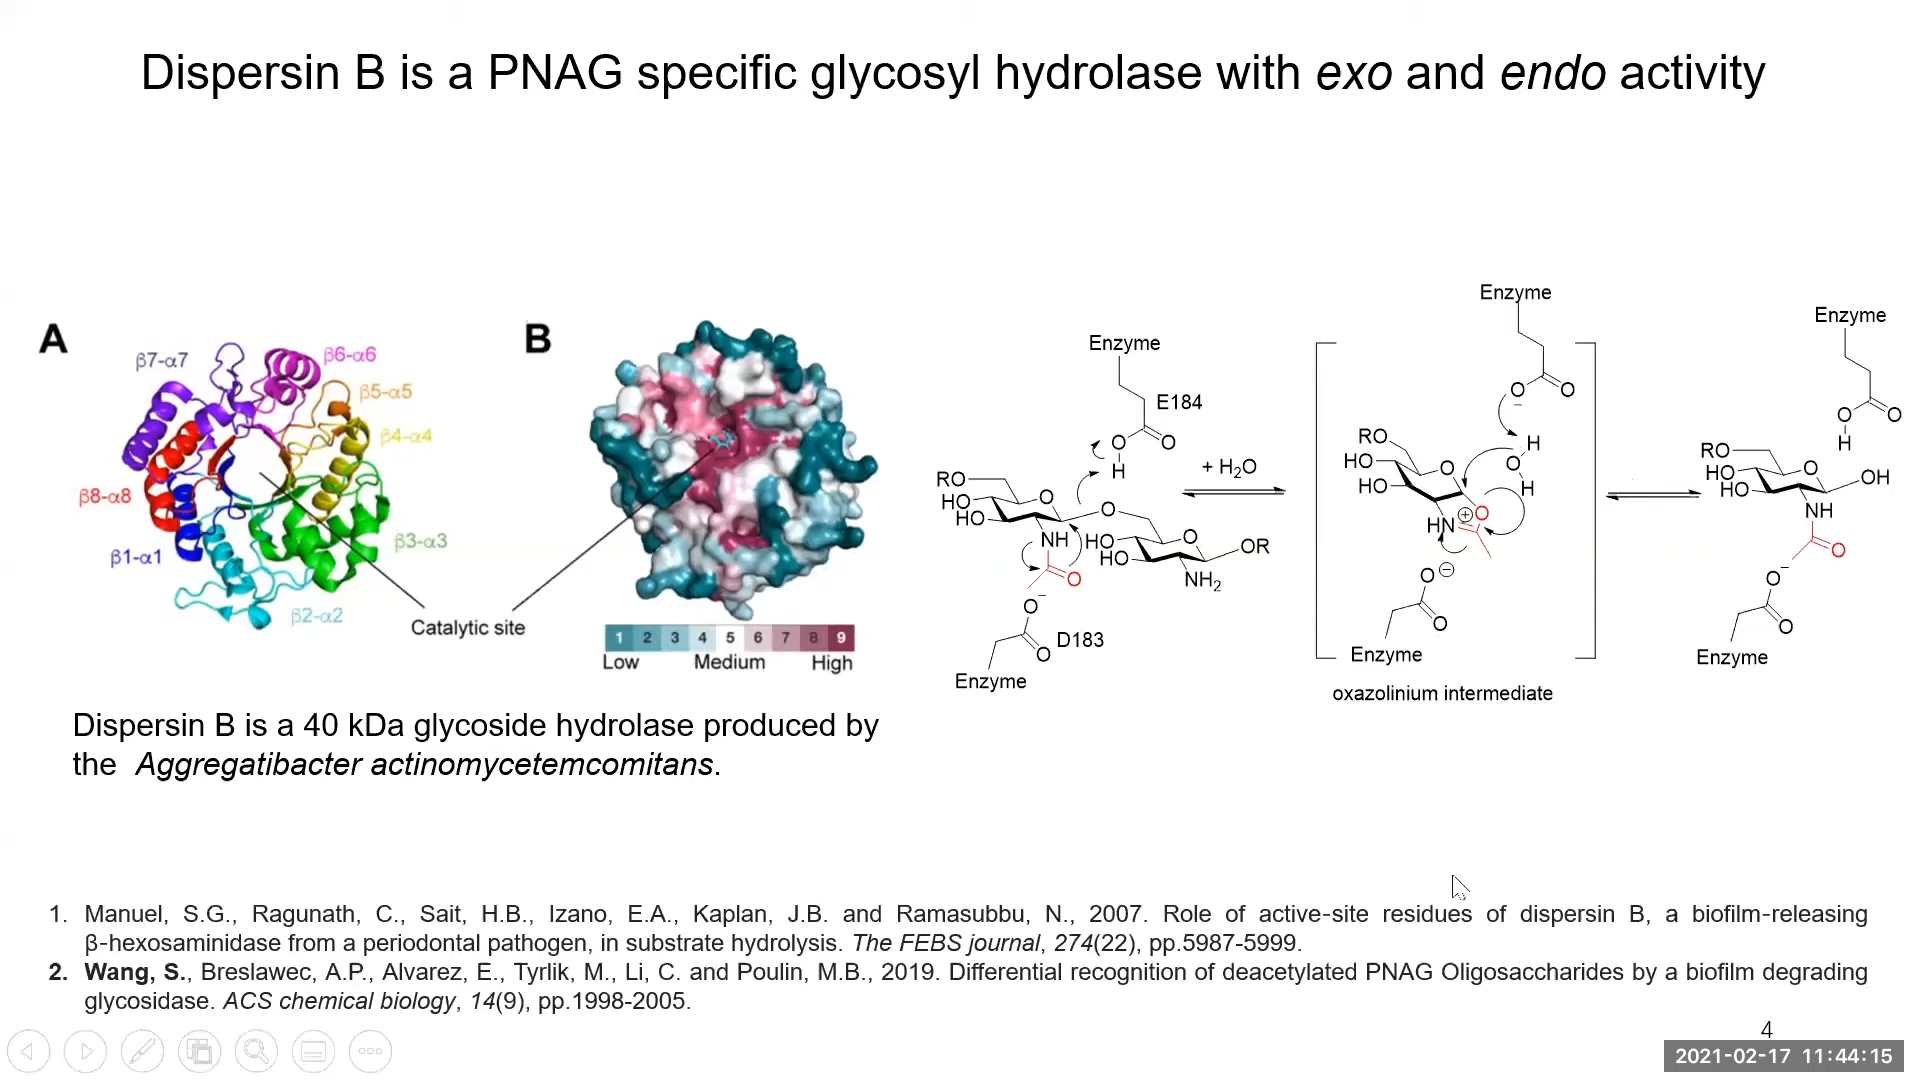 Dispersin B is a PNAG specific glycosyl hydrolase with exo and endo activity
A
β7-α7
β6-α6
β5-α5
β4-α4
β8-α8
β3-α3
β1-α1
β2-α2
Catalytic site
B
1 2 3 4 5 6 7 8 9
Low Medium High
Enzyme
E184
O
O
H
RO
HO
HO
O
O
NH
O
HO
HO
O
OR
NH2
O−
O
D183
Enzyme
+ H2O
Enzyme
O−
O
H
O
H
RO
HO
HO
O
O
HN
+
O
−
O
Enzyme
oxazolinium intermediate
Enzyme
O
O
H
RO
HO
HO
O
OH
NH
O
O−
O
Enzyme
Dispersin B is a 40 kDa glycoside hydrolase produced by
the Aggregatibacter actinomycetemcomitans.
1. Manuel, S.G., Ragunath, C., Sait, H.B., Izano, E.A., Kaplan, J.B. and Ramasubbu, N., 2007. Role of active-site residues of dispersin B, a biofilm-releasing
β-hexosaminidase from a periodontal pathogen, in substrate hydrolysis. The FEBS journal, 274(22), pp.5987-5999.
2. Wang, S., Breslawec, A.P., Alvarez, E., Tyrlik, M., Li, C. and Poulin, M.B., 2019. Differential recognition of deacetylated PNAG Oligosaccharides by a biofilm degrading
glycosidase. ACS chemical biology, 14(9), pp.1998-2005.
4
2021-02-17 11:44:15